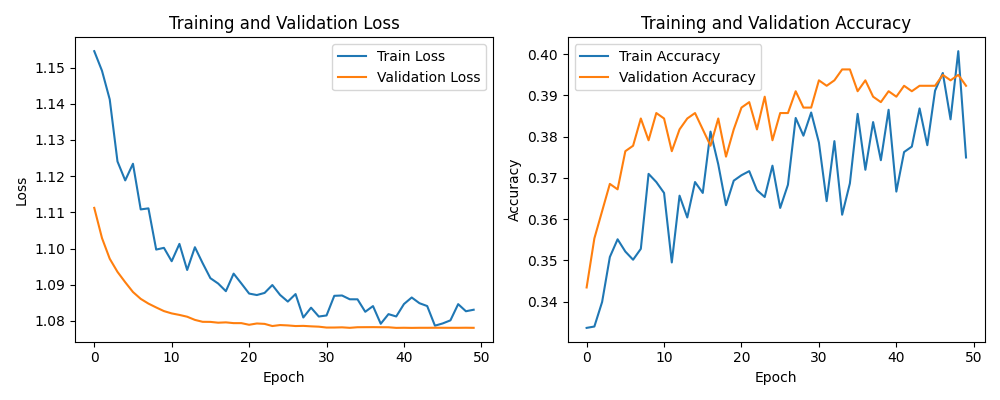 Training and Validation Loss
Train Loss
Validation Loss
1.15
1.14
1.13
1.12
1.11
1.10
1.09
1.08
Loss
0
10
20
30
40
50
Epoch
Training and Validation Accuracy
Train Accuracy
Validation Accuracy
0.40
0.39
0.38
0.37
0.36
0.35
0.34
Accuracy
0
10
20
30
40
50
Epoch